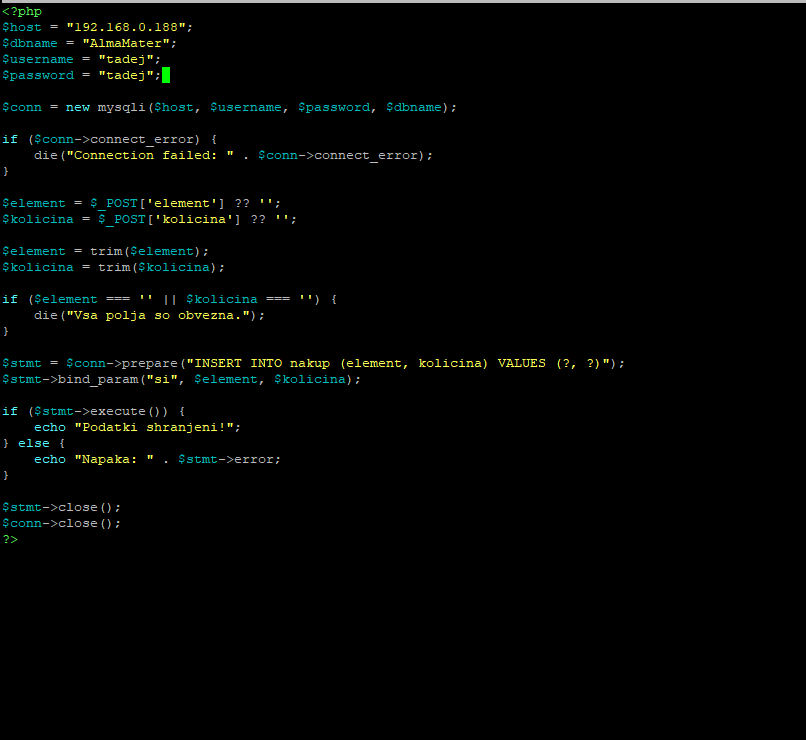 <?php
$host = "192.168.0.188";
$dbname = "AlmaMater";
$username = "tadej";
$password = "tadej";
$conn = new mysqli($host, $username, $password, $dbname);
if ($conn->connect_error) {
    die("Connection failed: " . $conn->connect_error);
}
$element = $_POST['element'] ?? '';
$kolicina = $_POST['kolicina'] ?? '';
$element = trim($element);
$kolicina = trim($kolicina);
if ($element === '' || $kolicina === '') {
    die("Vsa polja so obvezna.");
}
$stmt = $conn->prepare("INSERT INTO nakup (element, kolicina) VALUES (?, ?)");
$stmt->bind_param("si", $element, $kolicina);
if ($stmt->execute()) {
    echo "Podatki shranjeni!";
} else {
    echo "Napaka: " . $stmt->error;
}
$stmt->close();
$conn->close();
?>